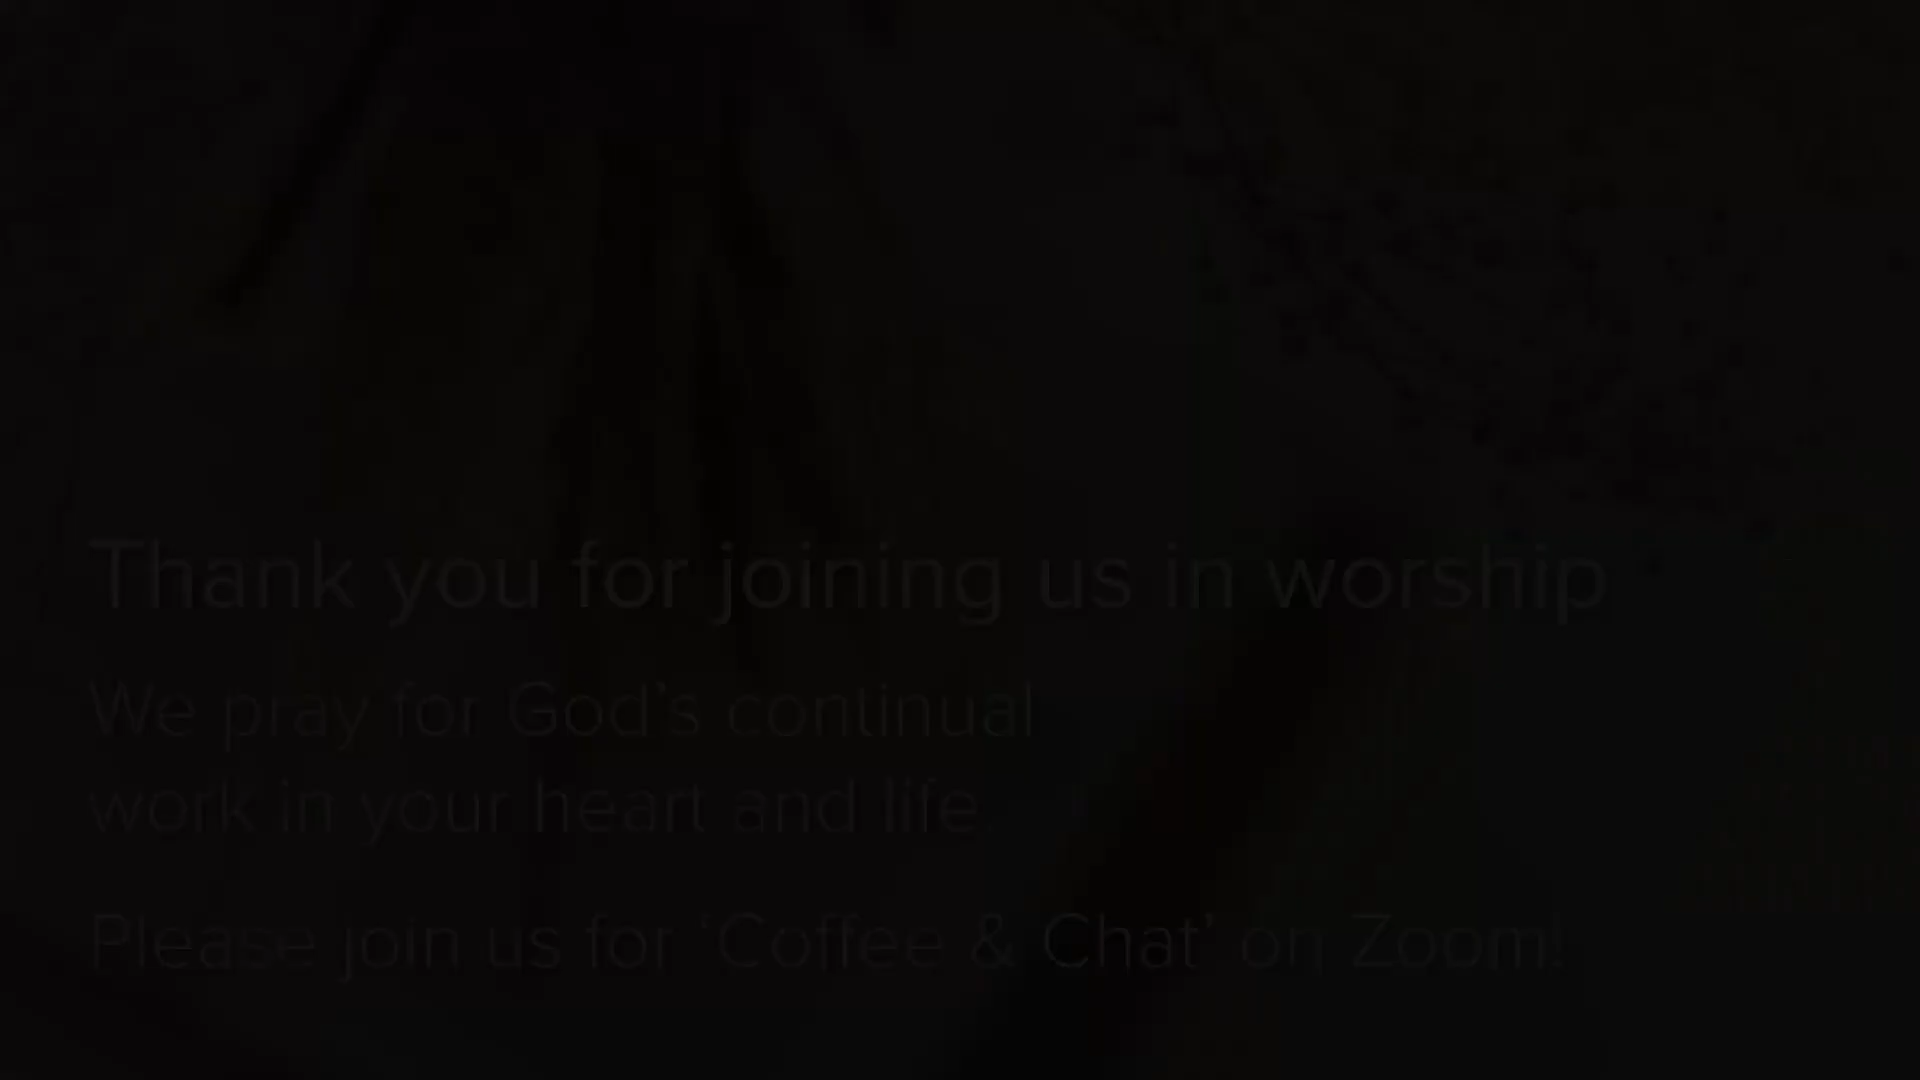 Thank you for joining us in worship
We pray for God's continual
work in your heart and life.
Please join us for 'Coffee & Chat' on Zoom!